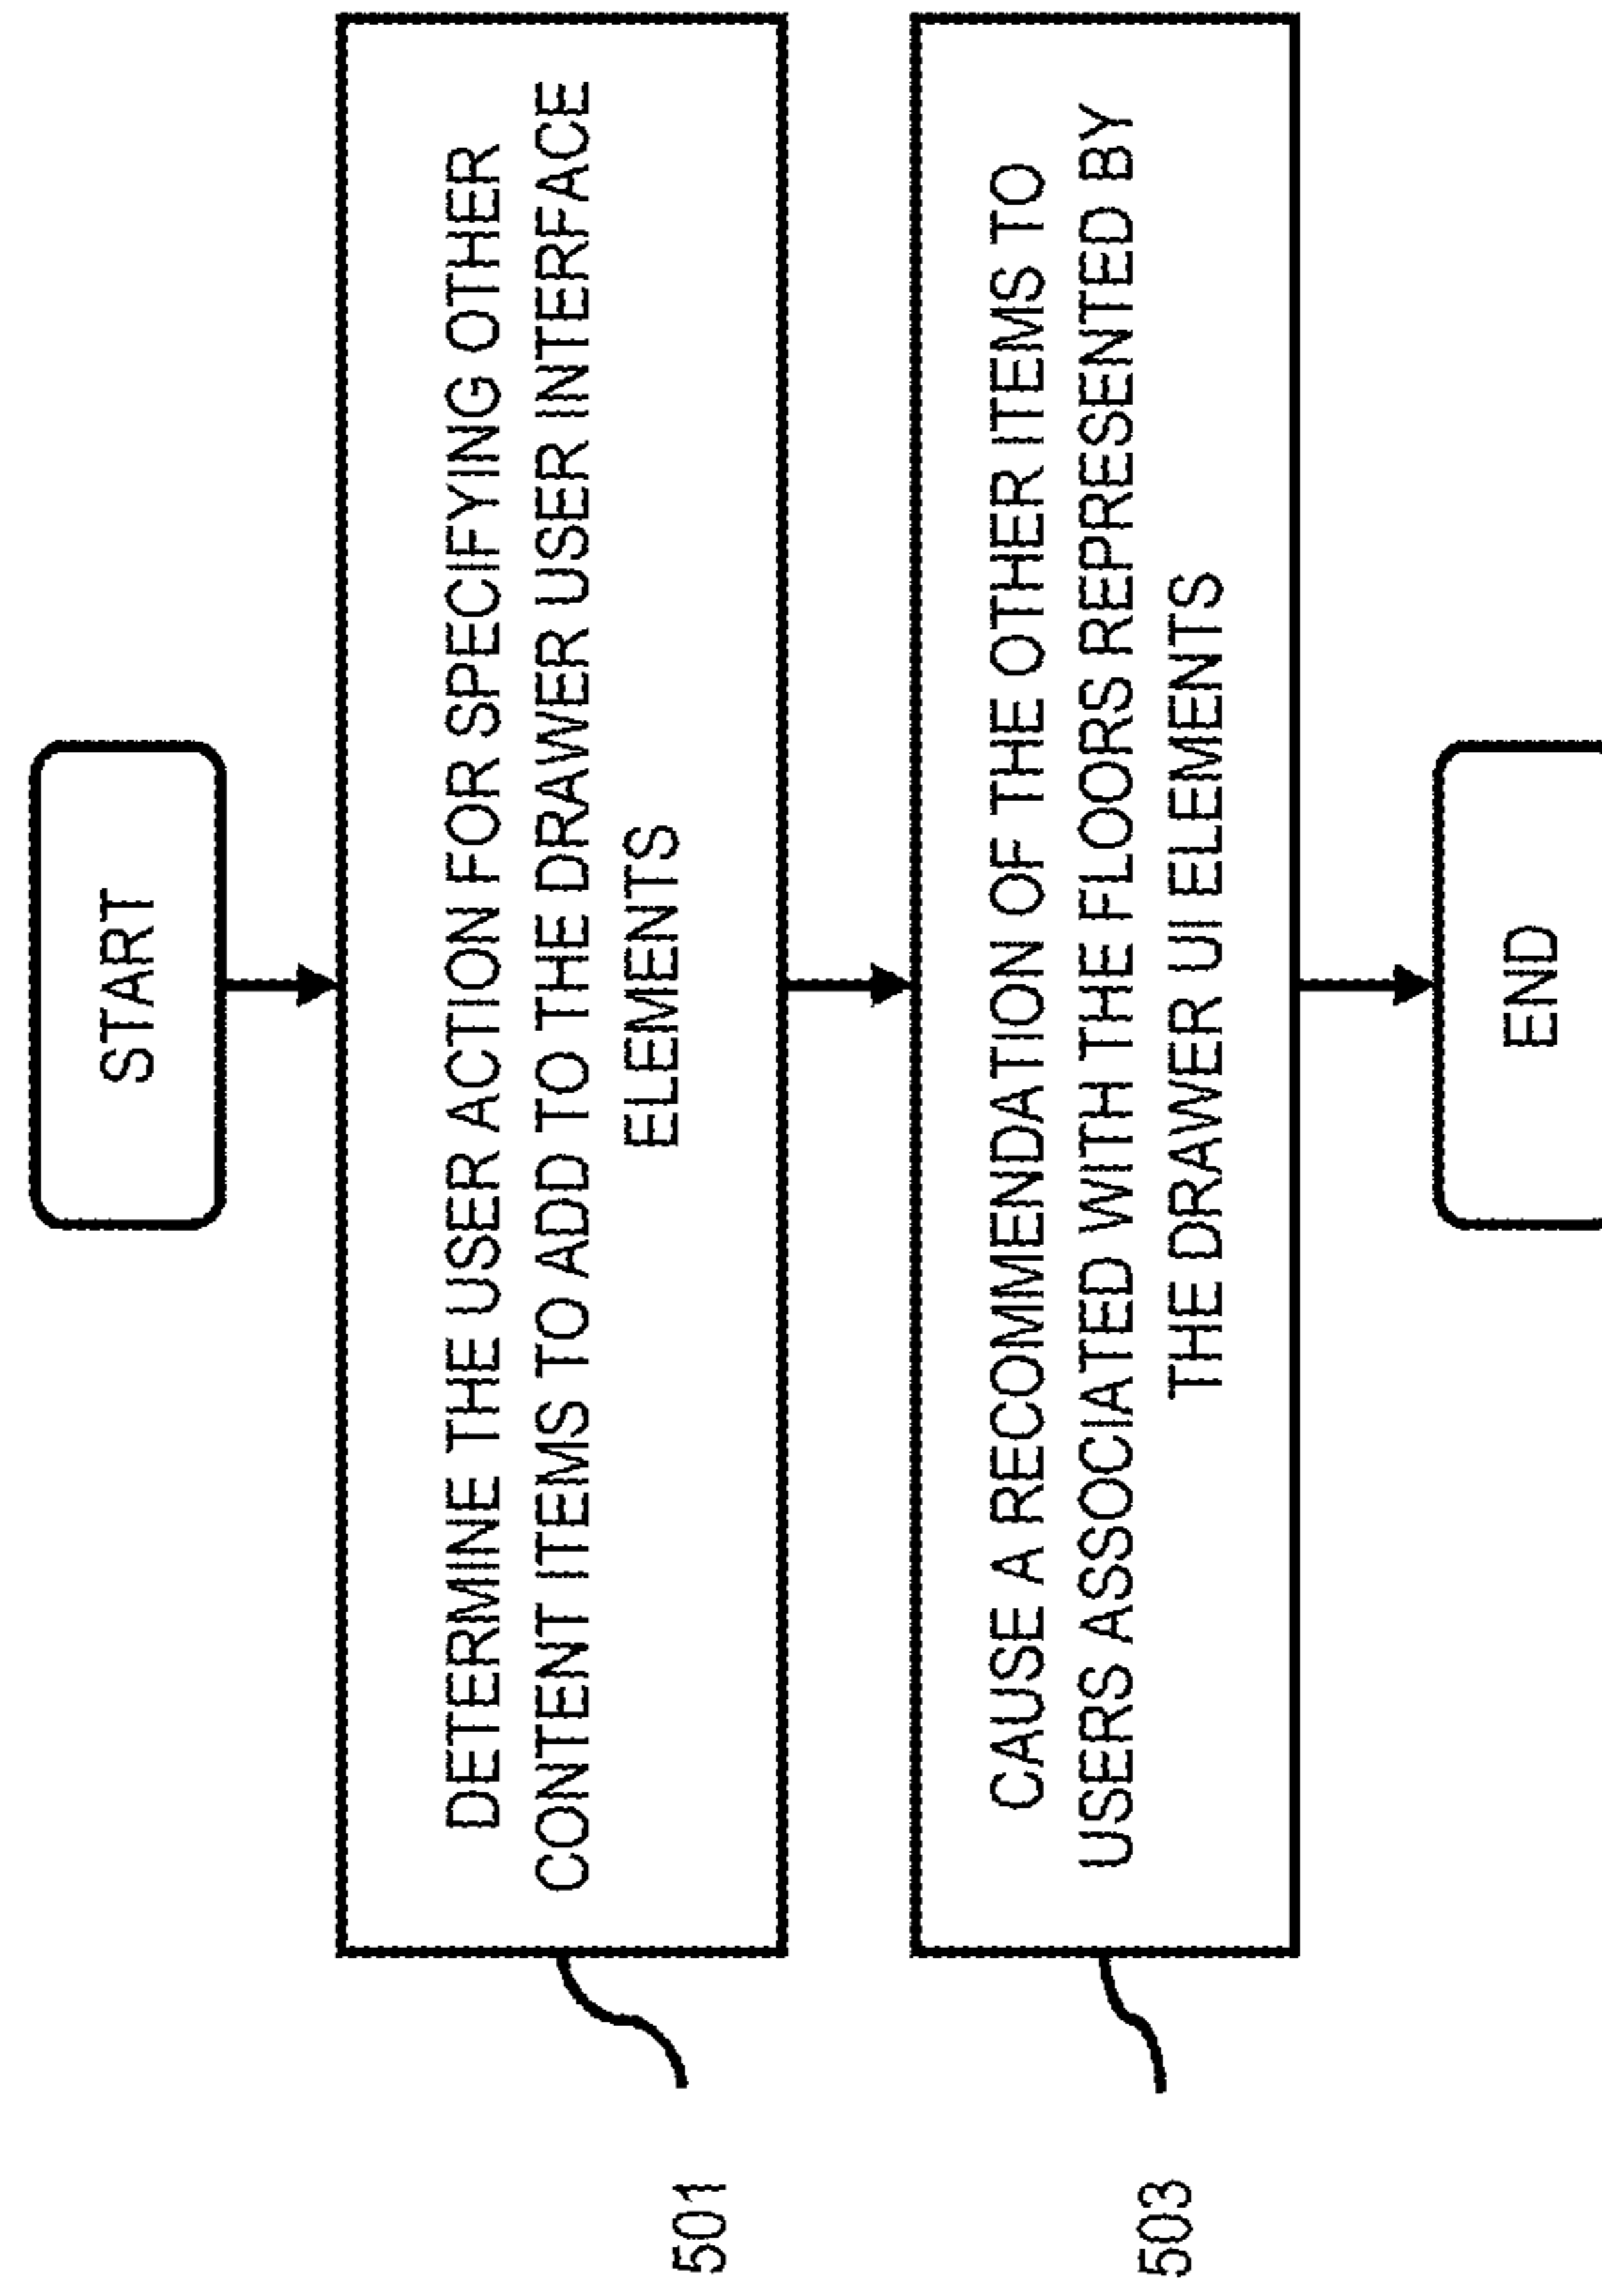 START
DETERMINE THE USER ACTION FOR SPECIFYING OTHER
CONTENT ITEMS TO ADD TO THE DRAWER USER INTERFACE
ELEMENTS
501
CAUSE A RECOMMENDATION OF THE OTHER ITEMS TO
USERS ASSOCIATED WITH THE FLOORS REPRESENTED BY
THE DRAWER UI ELEMENTS
503
END